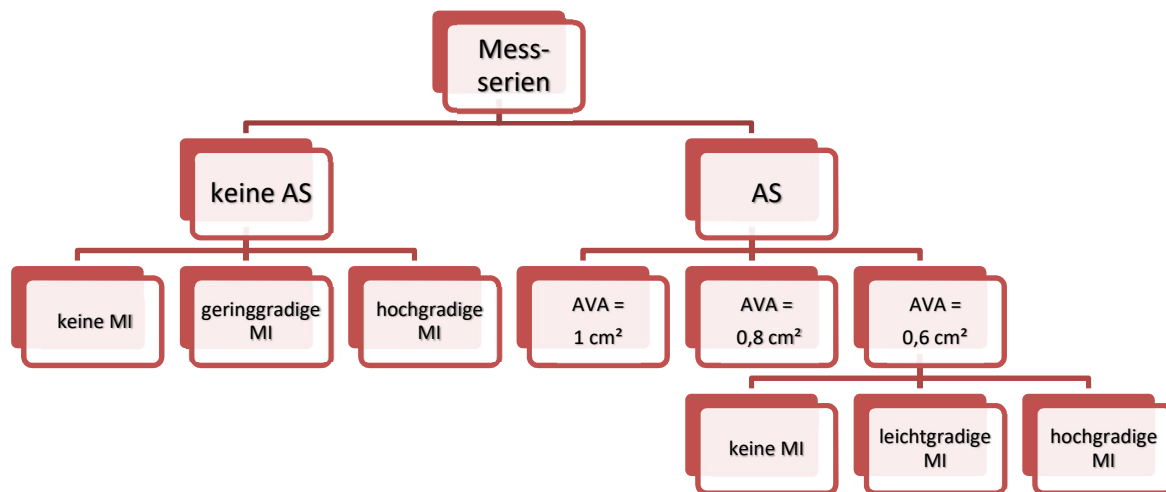 Mess-
serien
keine AS
AS
keine MI
geringgradige
MI
hochgradige
MI
AVA =
1 cm²
AVA =
0,8 cm²
AVA =
0,6 cm²
keine MI
leichtgradige
MI
hochgradige
MI